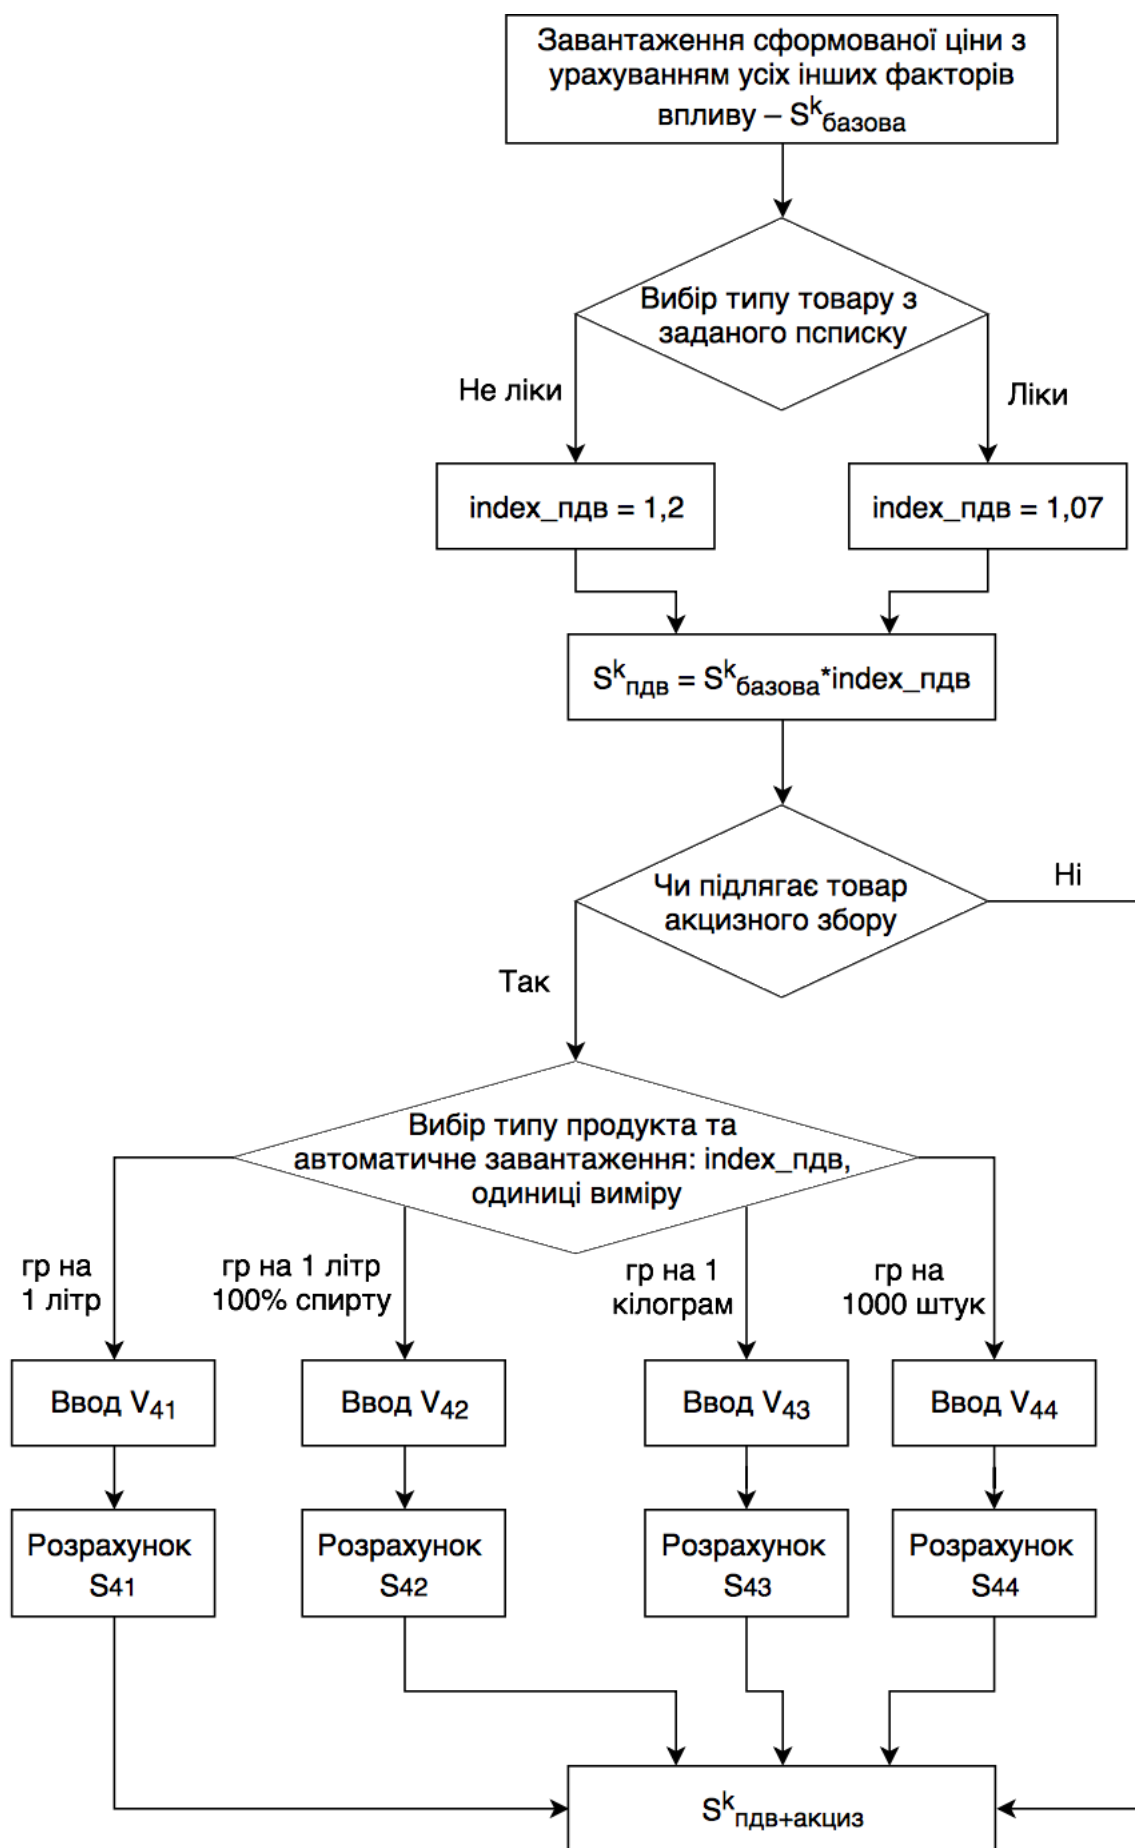 Завантаження сформованої ціни з
урахуванням усіх інших факторів
впливу – Sᵏбазова
Вибір типу товару з
заданого псписку
Не ліки
Ліки
index_пдв = 1,2
index_пдв = 1,07
Sᵏпдв = Sᵏбазова*index_пдв
Чи підлягає товар
акцизного збору
Ні
Так
Вибір типу продукта та
автоматичне завантаження: index_пдв,
одиниці виміру
гр на
1 літр
гр на 1 літр
100% спирту
гр на 1
кілограм
гр на
1000 штук
Ввод V₄₁
Ввод V₄₂
Ввод V₄₃
Ввод V₄₄
Розрахунок
S₄₁
Розрахунок
S₄₂
Розрахунок
S₄₃
Розрахунок
S₄₄
Sᵏпдв+акциз